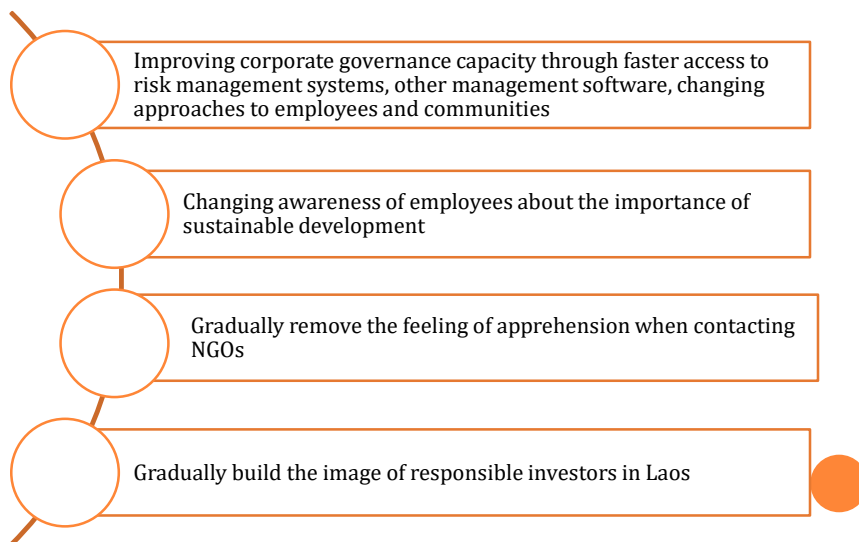 Improving corporate governance capacity through faster access to
risk management systems, other management software, changing
approaches to employees and communities
Changing awareness of employees about the importance of
sustainable development
Gradually remove the feeling of apprehension when contacting
NGOs
Gradually build the image of responsible investors in Laos